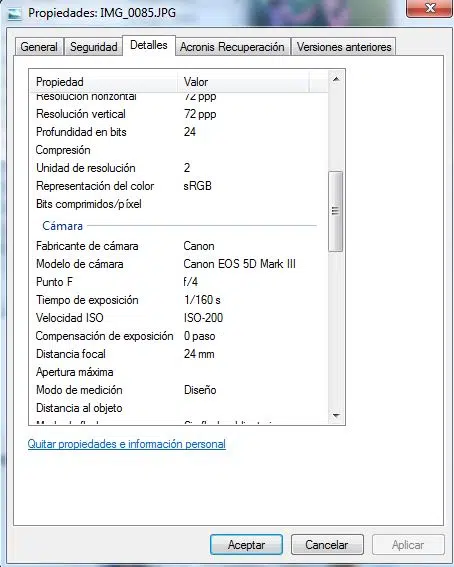 Propiedades: IMG_0085.JPG
General Seguridad Detalles Acronis Recuperación Versiones anteriores
Propiedad Valor
Resolución horizontal 72 ppp
Resolución vertical 72 ppp
Profundidad en bits 24
Compresión
Unidad de resolución 2
Representación del color sRGB
Bits comprimidos/píxel
Cámara
Fabricante de cámara Canon
Modelo de cámara Canon EOS 5D Mark III
Punto F f/4
Tiempo de exposición 1/160 s
Velocidad ISO ISO-200
Compensación de exposición 0 paso
Distancia focal 24 mm
Apertura máxima
Modo de medición Diseño
Distancia al objeto
Quitar propiedades e información personal
Aceptar Cancelar Aplicar